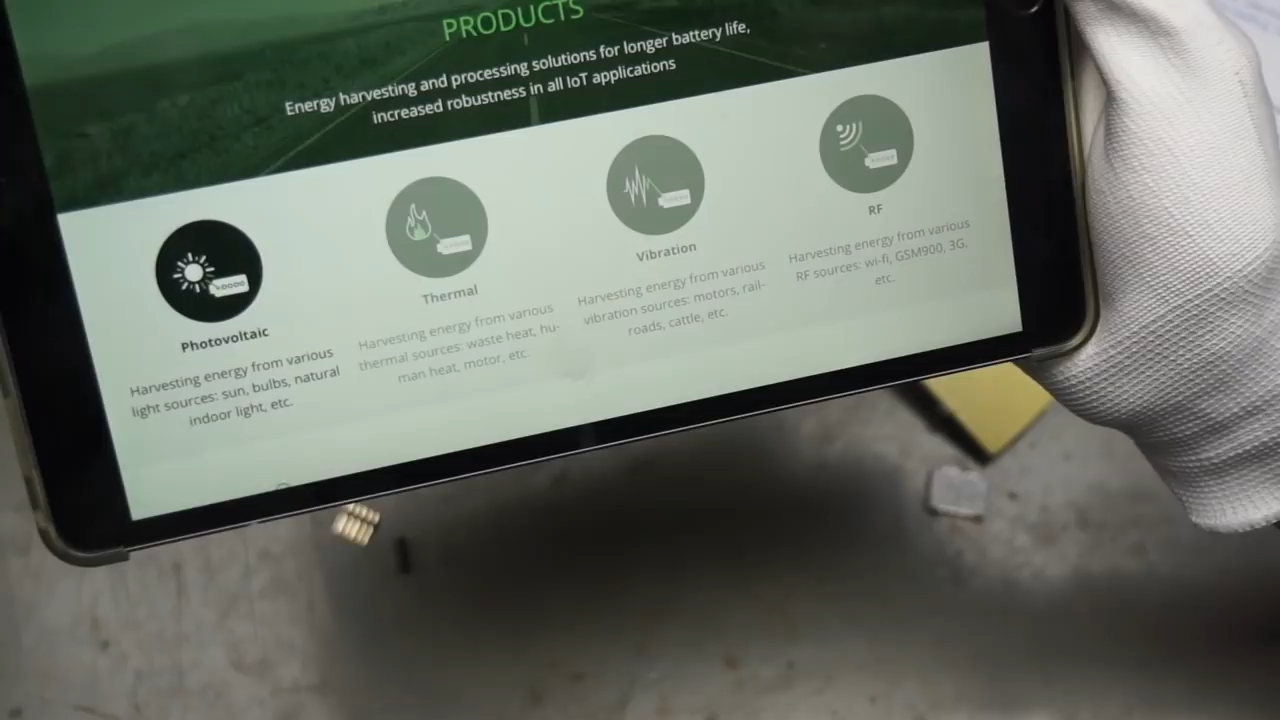 PRODUCTS
Energy harvesting and processing solutions for longer battery life,
increased robustness in all IoT applications
Photovoltaic
Harvesting energy from various
light sources: sun, bulbs, natural
indoor light, etc.
Thermal
Harvesting energy from various
thermal sources: waste heat, hu-
man heat, motor, etc.
Vibration
Harvesting energy from various
vibration sources: motors, rail-
roads, cattle, etc.
RF
Harvesting energy from various
RF sources: wi-fi, GSM900, 3G,
etc.